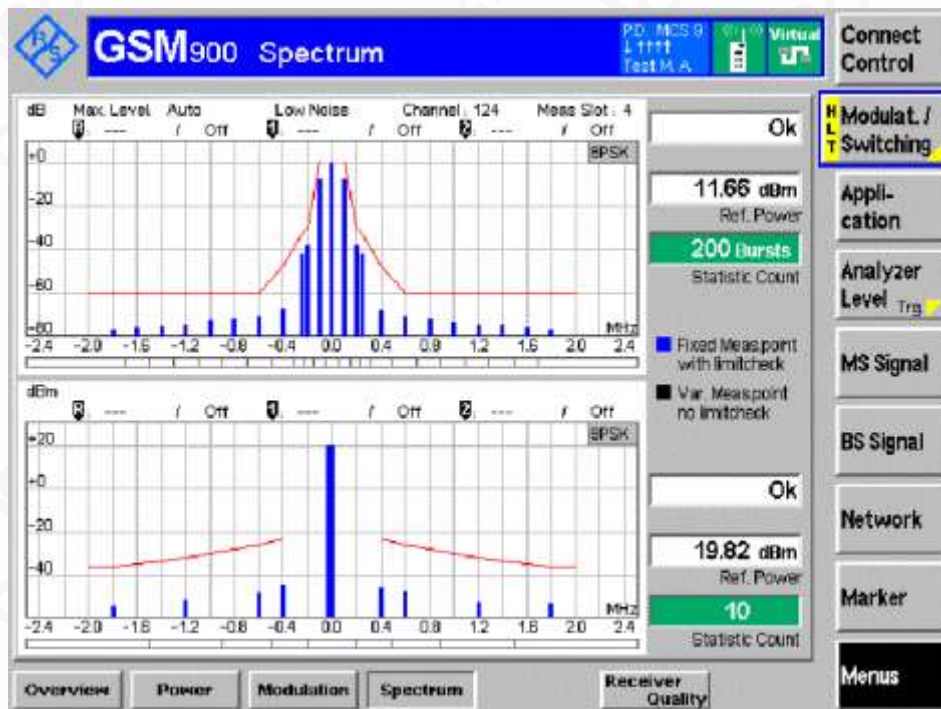 R S
GSM900 Spectrum
P.D. MCS 9
Test M. A.
Virtual
Connect Control
dB Max. Level Auto Low Noise Channel: 124 Meas Slot: 4
R: --- / Off 1: --- / Off 2: --- / Off
8PSK
+0
-20
-40
-60
-80
MHz
-2.4 -2.0 -1.6 -1.2 -0.8 -0.4 0.0 0.4 0.8 1.2 1.6 2.0 2.4
Ok
11.66 dBm
Ref. Power
200 Bursts
Statistic Count
Fixed Meas.point
with limitcheck
Var. Meas.point
no limitcheck
dBm
R: --- / Off 1: --- / Off 2: --- / Off
8PSK
+20
+0
-20
-40
MHz
-2.4 -2.0 -1.6 -1.2 -0.8 -0.4 0.0 0.4 0.8 1.2 1.6 2.0 2.4
Ok
19.82 dBm
Ref. Power
10
Statistic Count
HLT
Modulat. /
Switching
Appli-
cation
Analyzer
Level Trg.
MS Signal
BS Signal
Network
Marker
Menus
Overview Power Modulation Spectrum Receiver
Quality